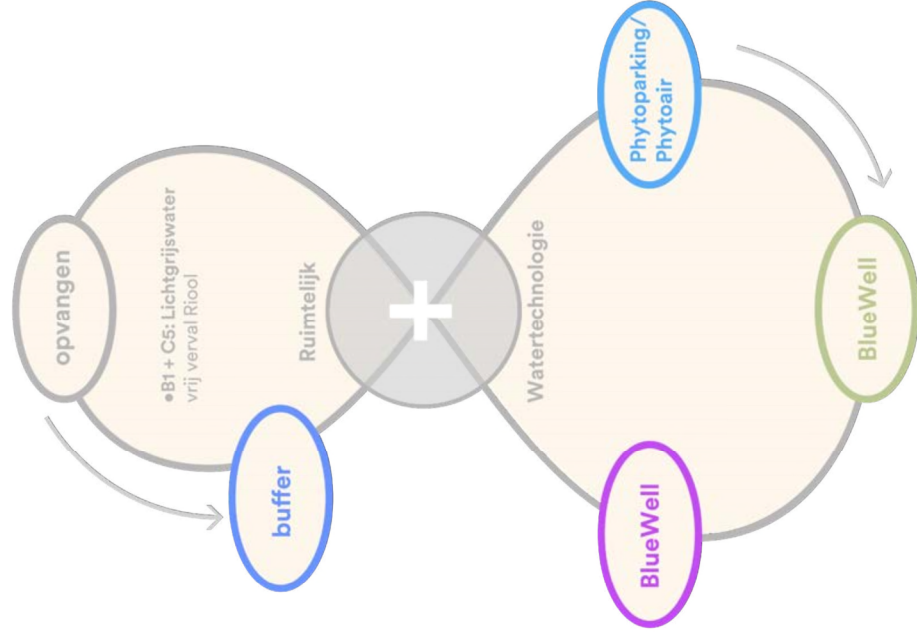 opvangen
•B1 + C5: Lichtgrijswater
vrij verval Riool
Ruimtelijk
buffer
+
Watertechnologie
Phytoparking/
Phytoair
BlueWell
BlueWell